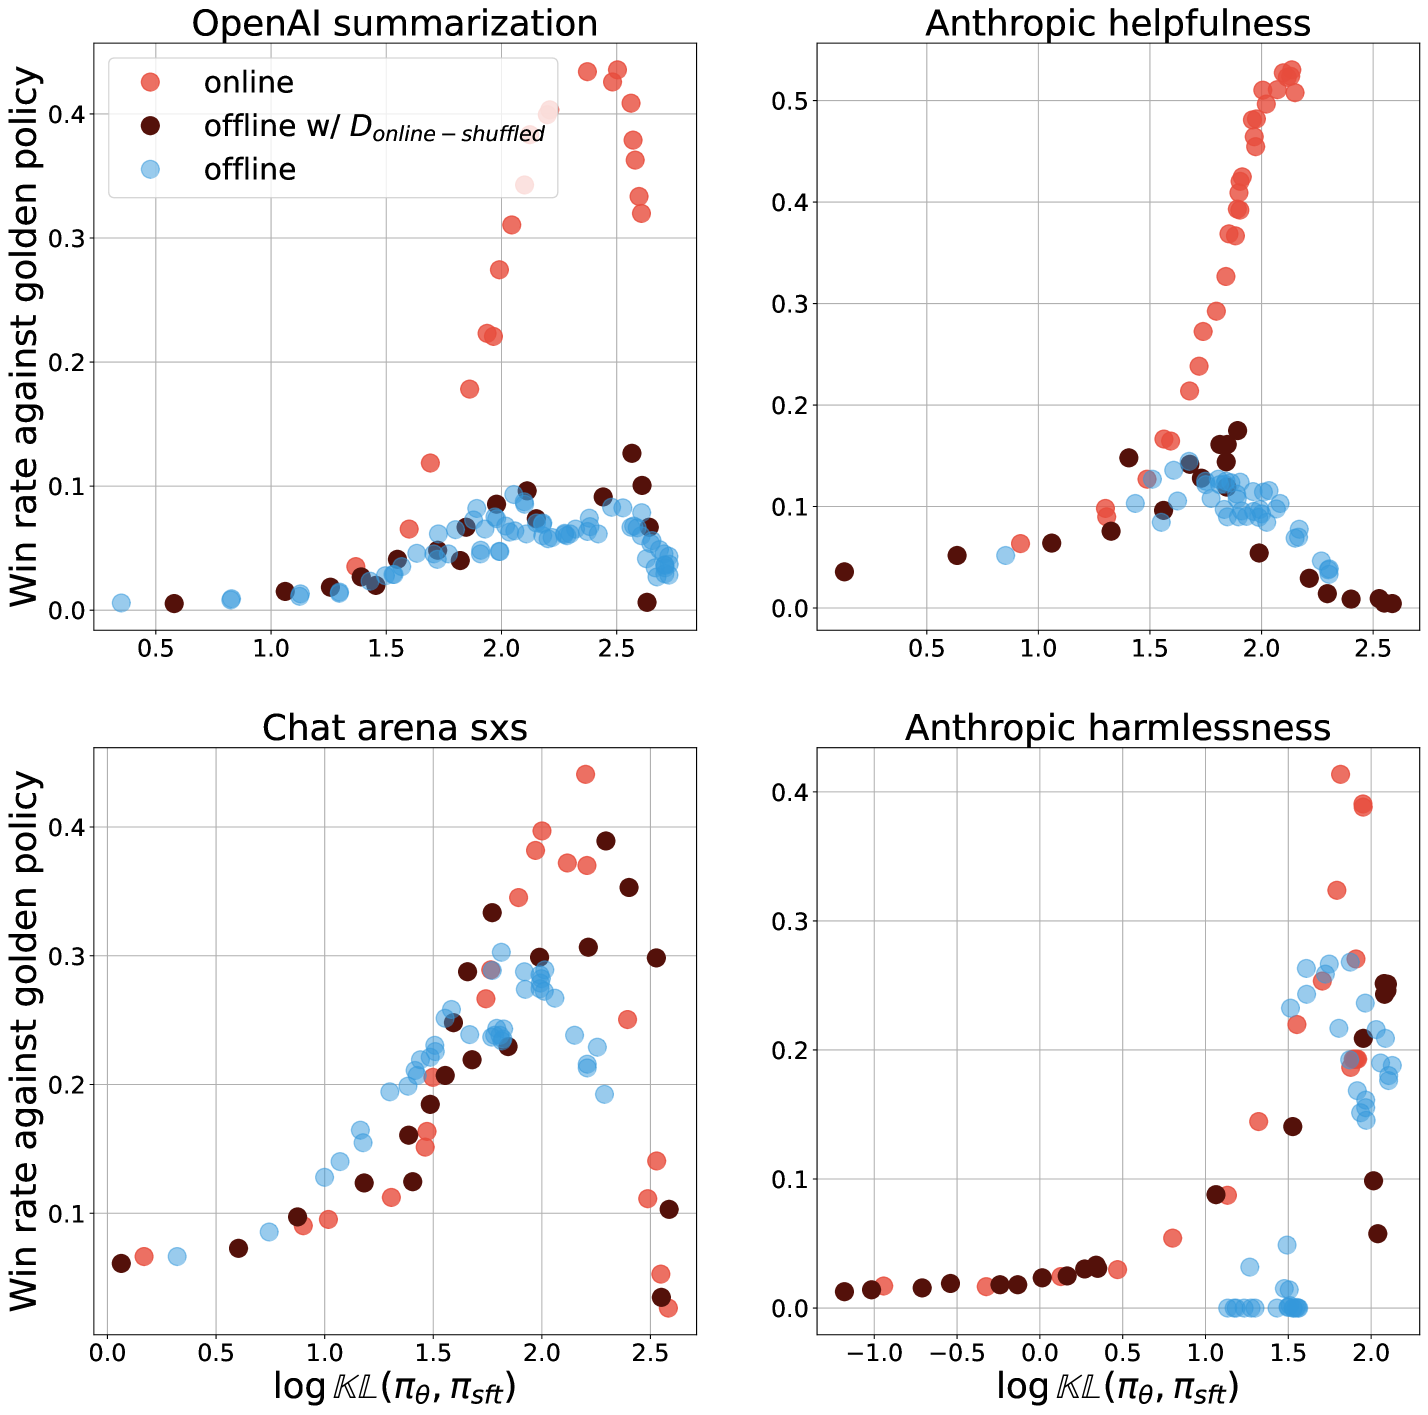 OpenAI summarization
Win rate against golden policy
online
offline w/ D_online−shuffled
offline
0.4
0.3
0.2
0.1
0.0
0.5 1.0 1.5 2.0 2.5
Anthropic helpfulness
0.5
0.4
0.3
0.2
0.1
0.0
0.5 1.0 1.5 2.0 2.5
Chat arena sxs
Win rate against golden policy
0.4
0.3
0.2
0.1
0.0 0.5 1.0 1.5 2.0 2.5
log 𝕂𝕃(π_θ, π_sft)
Anthropic harmlessness
0.4
0.3
0.2
0.1
0.0
−1.0 −0.5 0.0 0.5 1.0 1.5 2.0
log 𝕂𝕃(π_θ, π_sft)